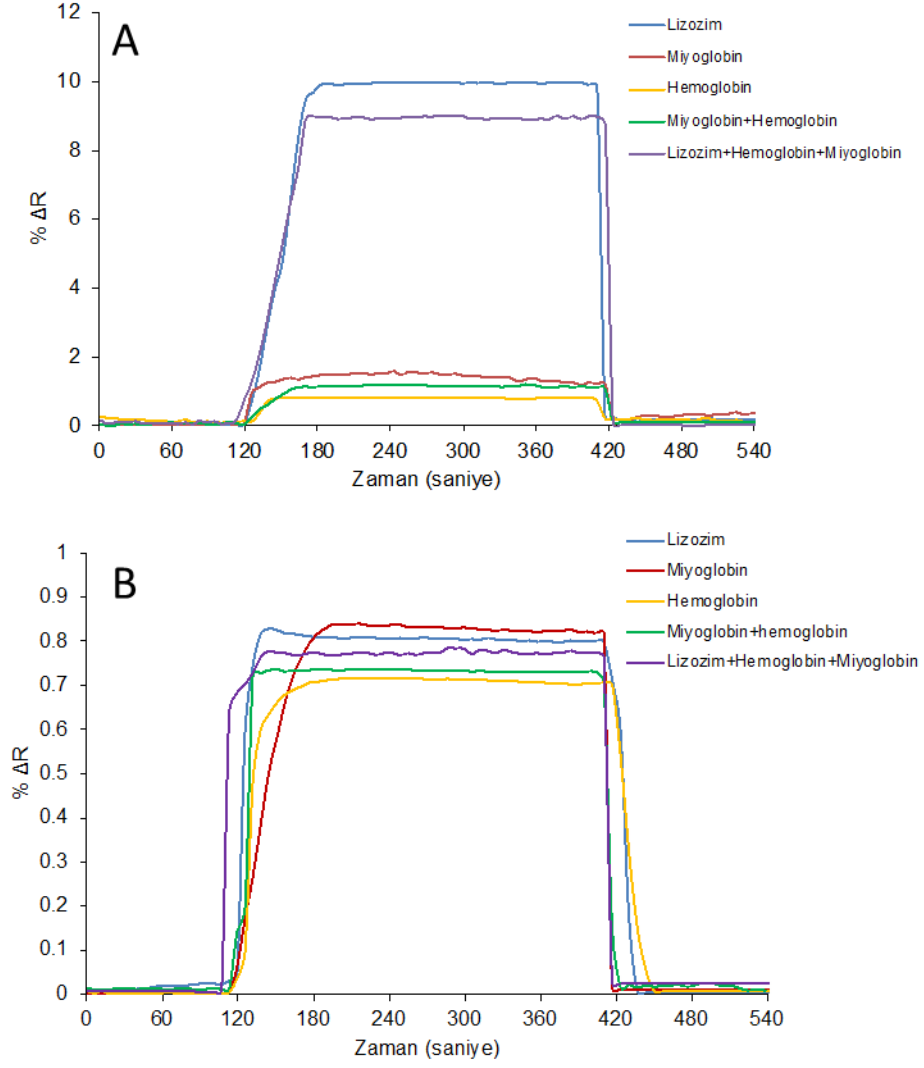 A
12
10
8
6
4
2
0
% ΔR
0 60 120 180 240 300 360 420 480 540
Zaman (saniye)
Lizozim
Miyoglobin
Hemoglobin
Miyoglobin+Hemoglobin
Lizozim+Hemoglobin+Miyoglobin
B
1
0.9
0.8
0.7
0.6
0.5
0.4
0.3
0.2
0.1
0
% ΔR
0 60 120 180 240 300 360 420 480 540
Zaman (saniye)
Lizozim
Miyoglobin
Hemoglobin
Miyoglobin+hemoglobin
Lizozim+Hemoglobin+Miyoglobin